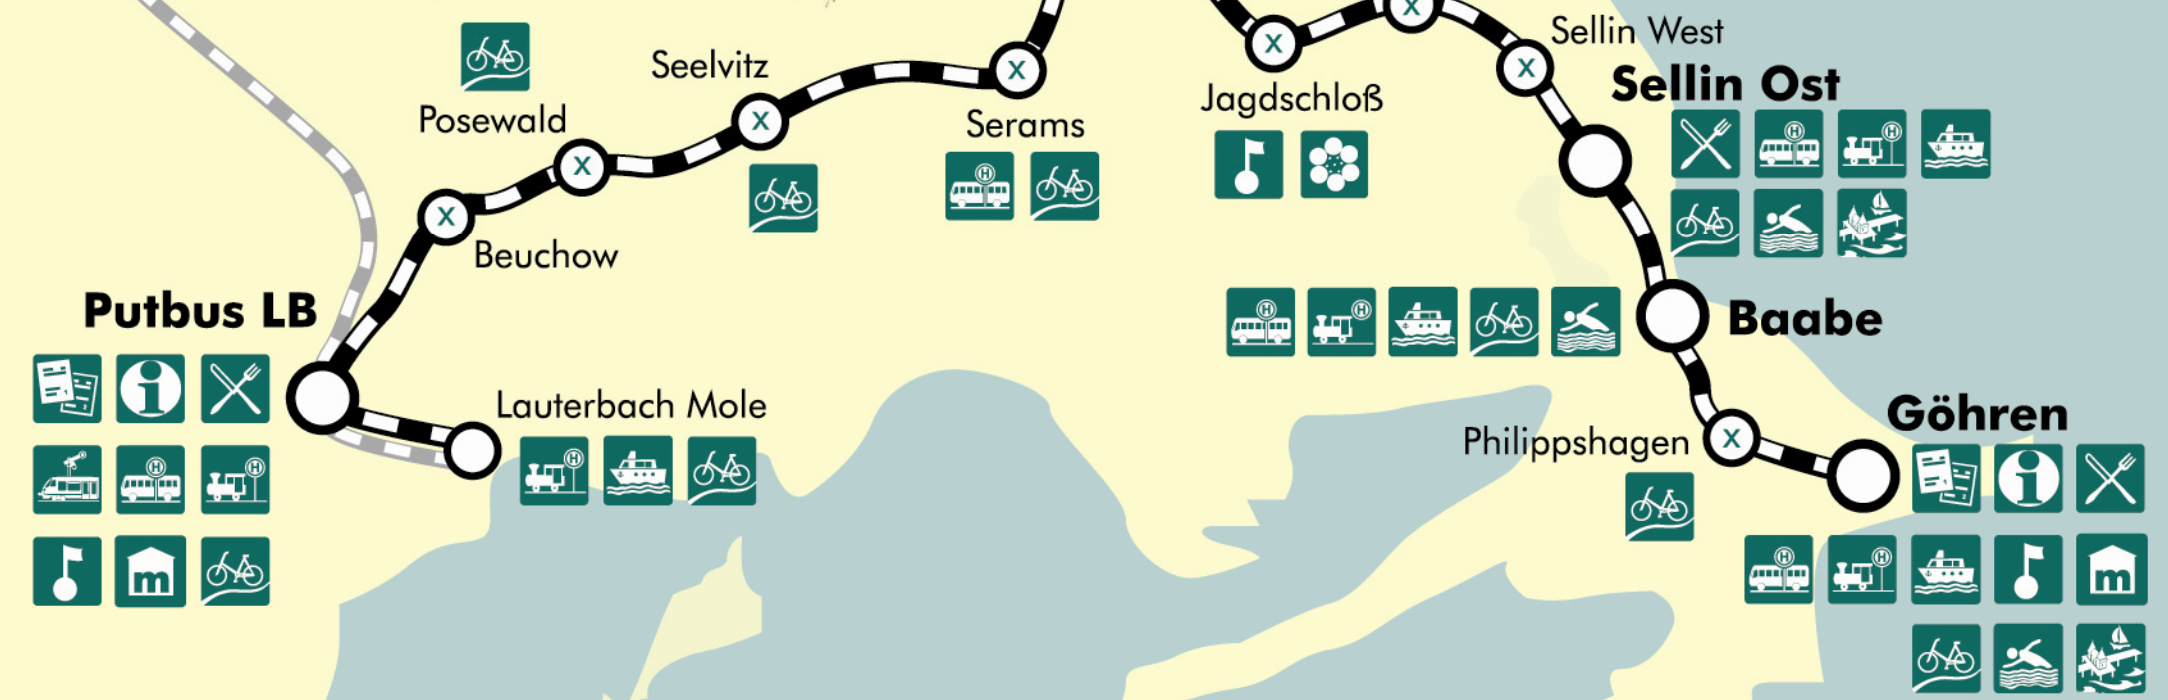 Sellin West
Seelvitz
Sellin Ost
Jagdschloß
Posewald
Serams
Beuchow
Putbus LB
Baabe
Lauterbach Mole
Göhren
Philippshagen
X
X
X
X
X
X
X
X
H
H
H
H
H
H
H
H
H
H
i
i
m
m